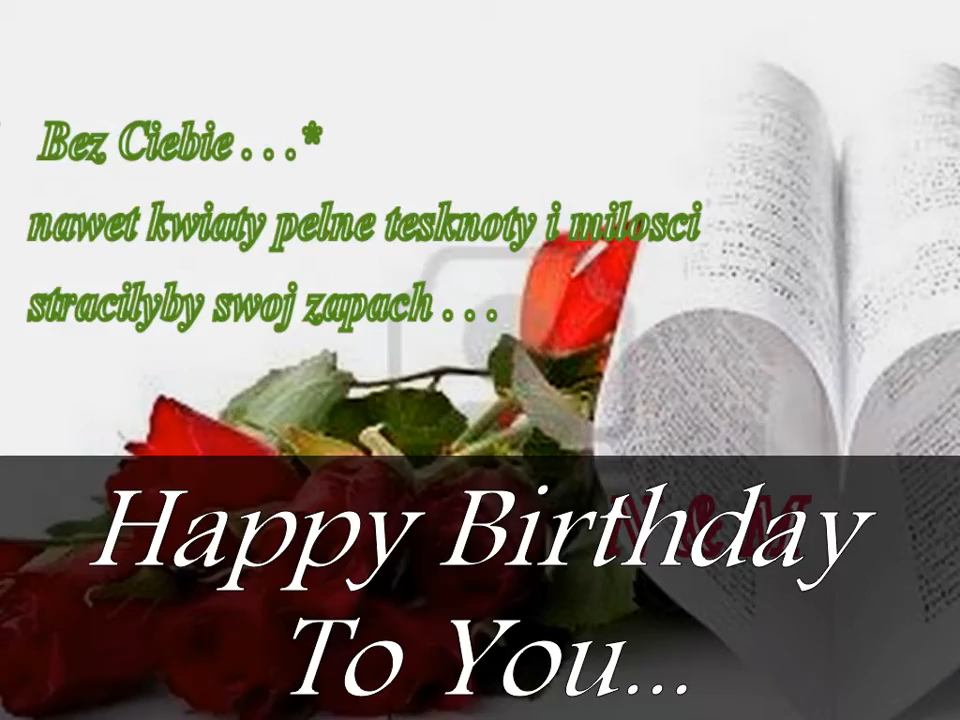 Bez Ciebie . . .*
nawet kwiaty pelne tesknoty i milosci
stracilyby swoj zapach . . .
Happy Birthday
To You...